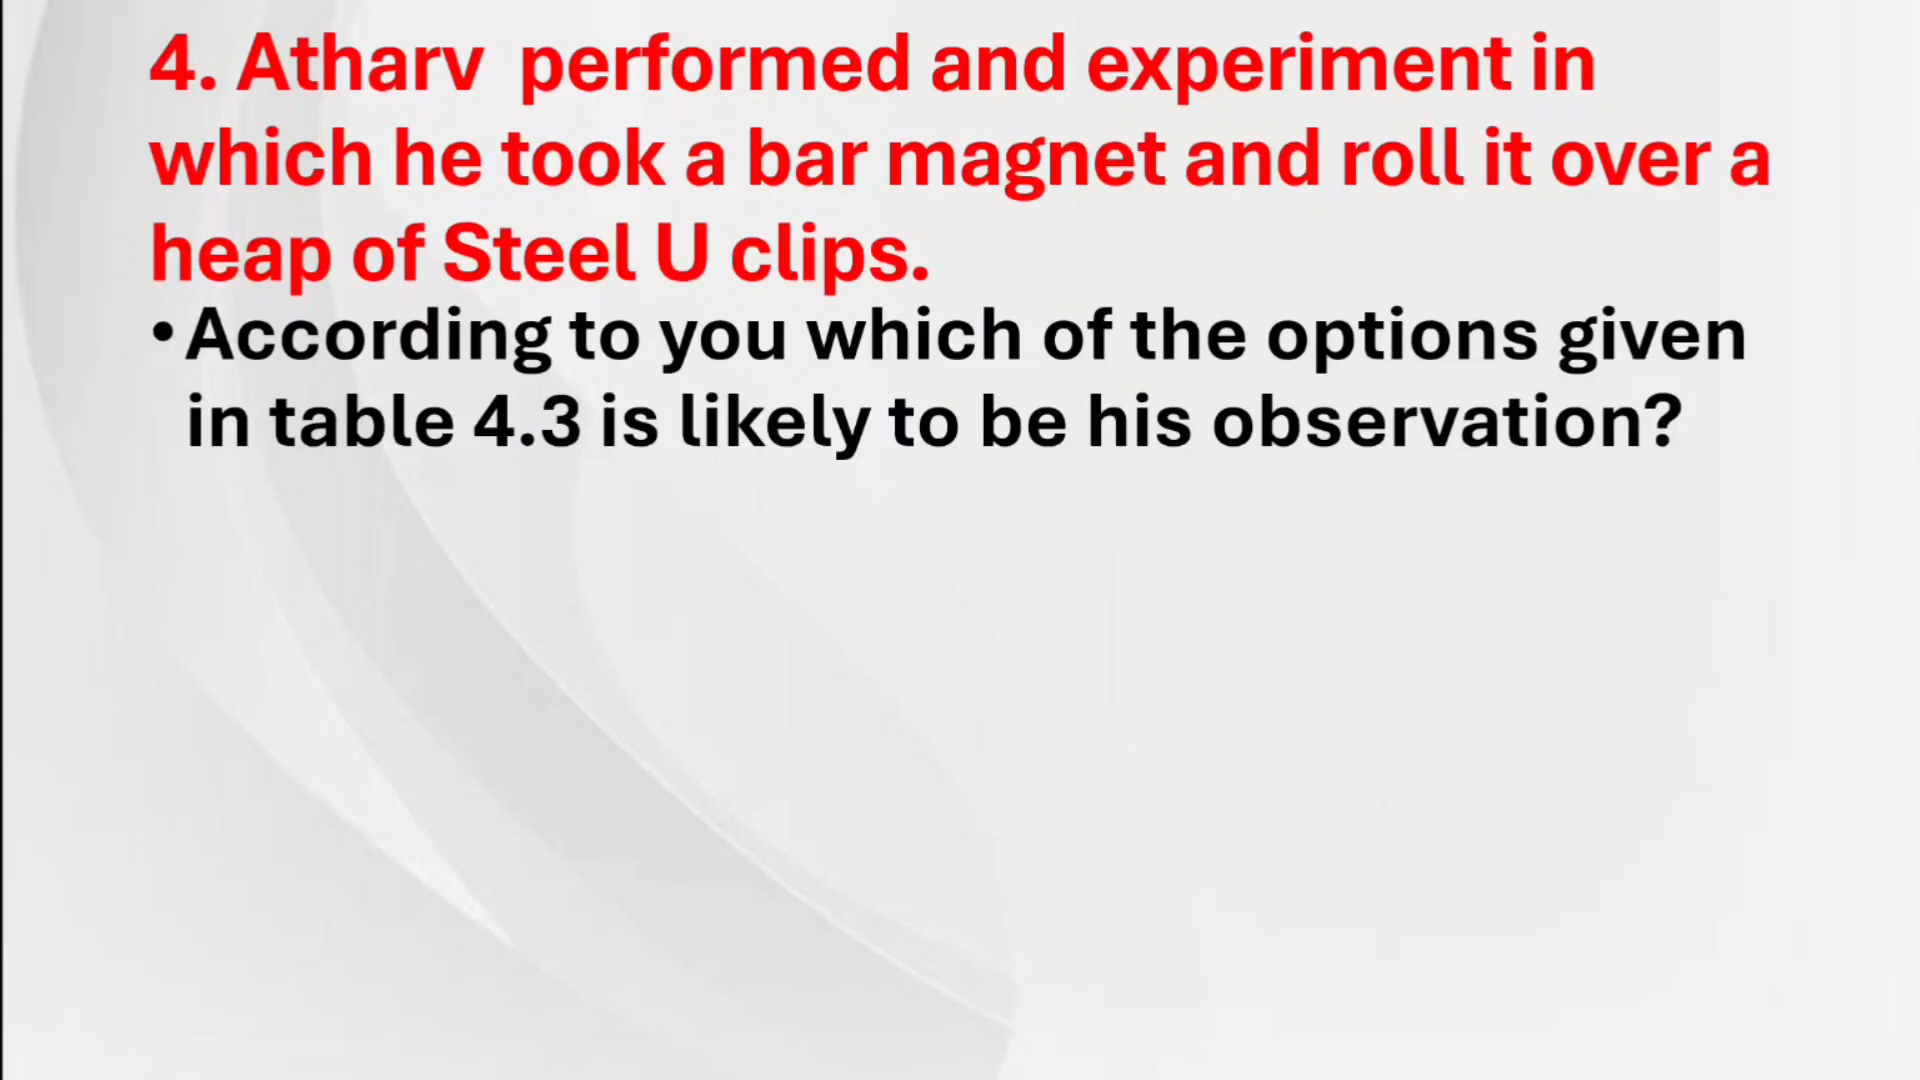 4. Atharv performed and experiment in
which he took a bar magnet and roll it over a
heap of Steel U clips.
• According to you which of the options given
in table 4.3 is likely to be his observation?